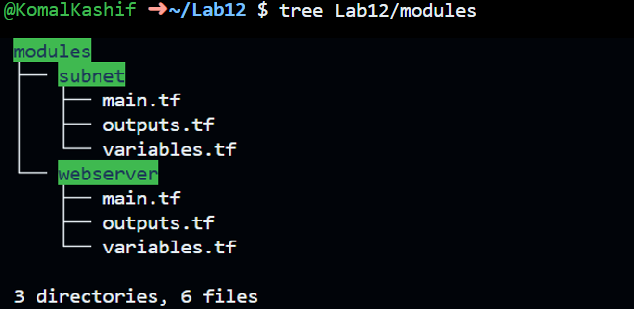 @KomalKashif ➜~/Lab12 $ tree Lab12/modules
modules
├── subnet
│   ├── main.tf
│   ├── outputs.tf
│   └── variables.tf
└── webserver
    ├── main.tf
    ├── outputs.tf
    └── variables.tf
3 directories, 6 files